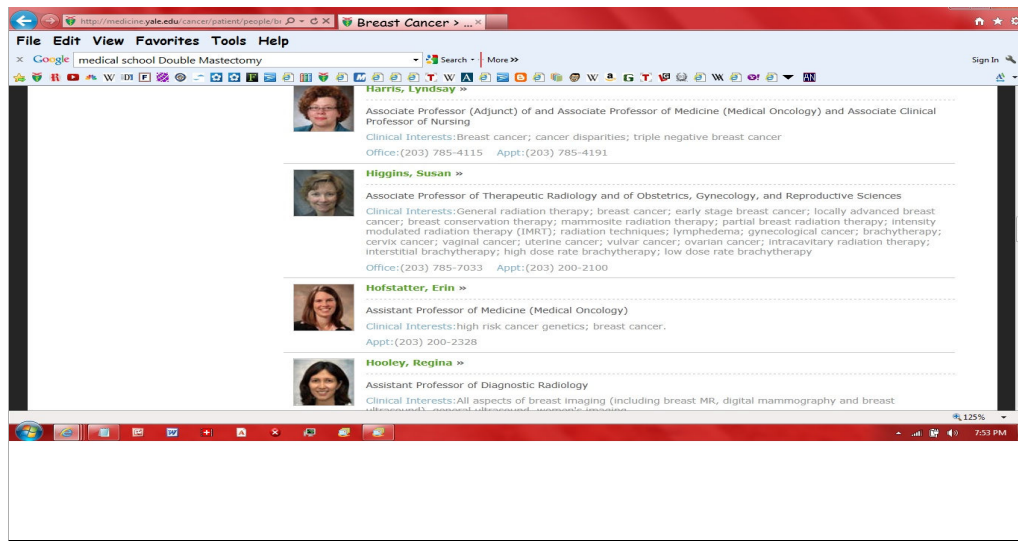 http://medicine.yale.edu/cancer/patient/people/br
Breast Cancer > ...
File Edit View Favorites Tools Help
Google medical school Double Mastectomy Search More >> Sign In
Harris, Lyndsay »
Associate Professor (Adjunct) of and Associate Professor of Medicine (Medical Oncology) and Associate Clinical
Professor of Nursing
Clinical Interests:Breast cancer; cancer disparities; triple negative breast cancer
Office:(203) 785-4115 Appt:(203) 785-4191
Higgins, Susan »
Associate Professor of Therapeutic Radiology and of Obstetrics, Gynecology, and Reproductive Sciences
Clinical Interests:General radiation therapy; breast cancer; early stage breast cancer; locally advanced breast
cancer; breast conservation therapy; mammosite radiation therapy; partial breast radiation therapy; intensity
modulated radiation therapy (IMRT); radiation techniques; lymphedema; gynecological cancer; brachytherapy;
cervix cancer; vaginal cancer; uterine cancer; vulvar cancer; ovarian cancer; intracavitary radiation therapy;
interstitial brachytherapy; high dose rate brachytherapy; low dose rate brachytherapy
Office:(203) 785-7033 Appt:(203) 200-2100
Hofstatter, Erin »
Assistant Professor of Medicine (Medical Oncology)
Clinical Interests:high risk cancer genetics; breast cancer.
Appt:(203) 200-2328
Hooley, Regina »
Assistant Professor of Diagnostic Radiology
Clinical Interests:All aspects of breast imaging (including breast MR, digital mammography and breast
ultrasound), general ultrasound, women's imaging
125%
7:53 PM